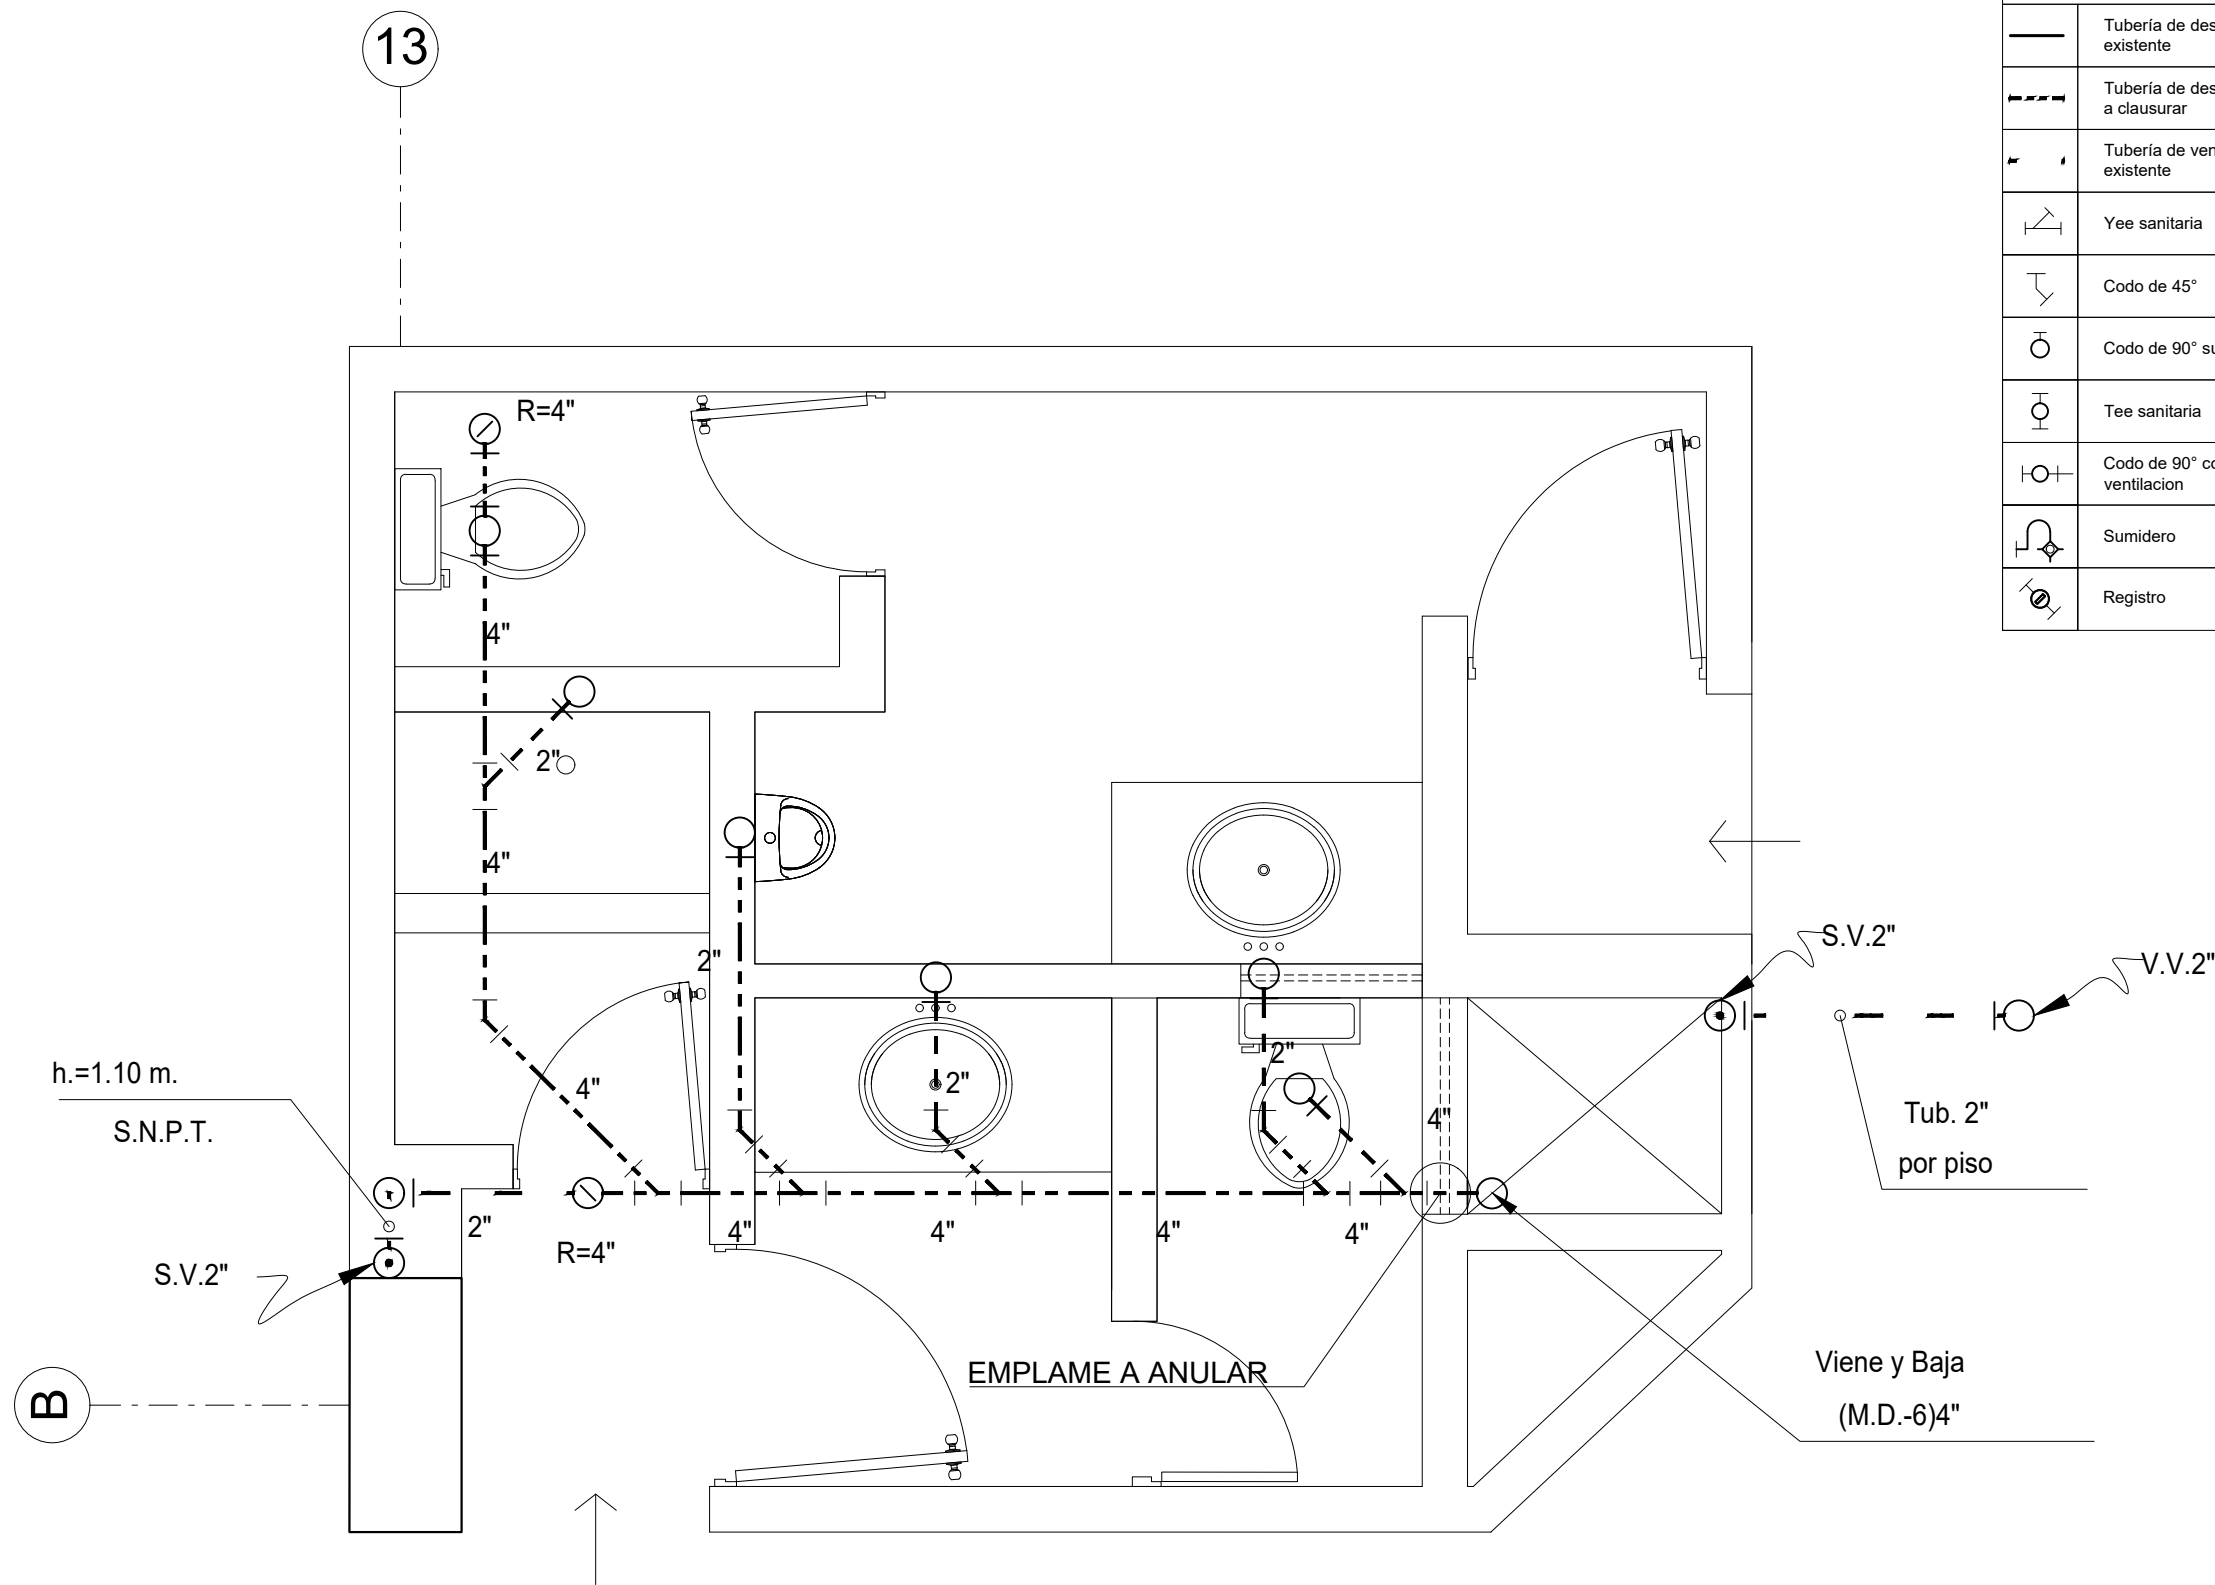 13
Tubería de des
existente
Tubería de des
a clausurar
Tubería de ven
existente
Yee sanitaria
Codo de 45°
Codo de 90° su
Tee sanitaria
Codo de 90° co
ventilacion
Sumidero
Registro
R=4"
4"
2"
4"
2"
S.V.2"
V.V.2"
2"
2"
4"
4"
h.=1.10 m.
S.N.P.T.
Tub. 2"
por piso
2"
R=4"
4"
4"
4"
4"
S.V.2"
EMPLAME A ANULAR
Viene y Baja
(M.D.-6)4"
B